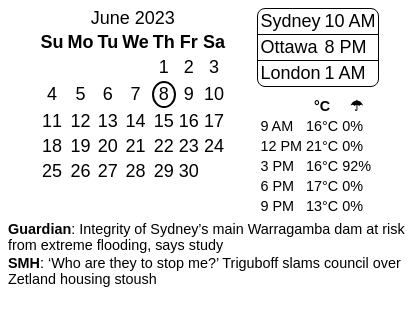 June 2023
Su Mo Tu We Th Fr Sa
1 2 3
4 5 6 7 8 9 10
11 12 13 14 15 16 17
18 19 20 21 22 23 24
25 26 27 28 29 30
Sydney 10 AM
Ottawa 8 PM
London 1 AM
°C ☂
9 AM 16°C 0%
12 PM 21°C 0%
3 PM 16°C 92%
6 PM 17°C 0%
9 PM 13°C 0%
Guardian: Integrity of Sydney’s main Warragamba dam at risk
from extreme flooding, says study
SMH: ‘Who are they to stop me?’ Triguboff slams council over
Zetland housing stoush